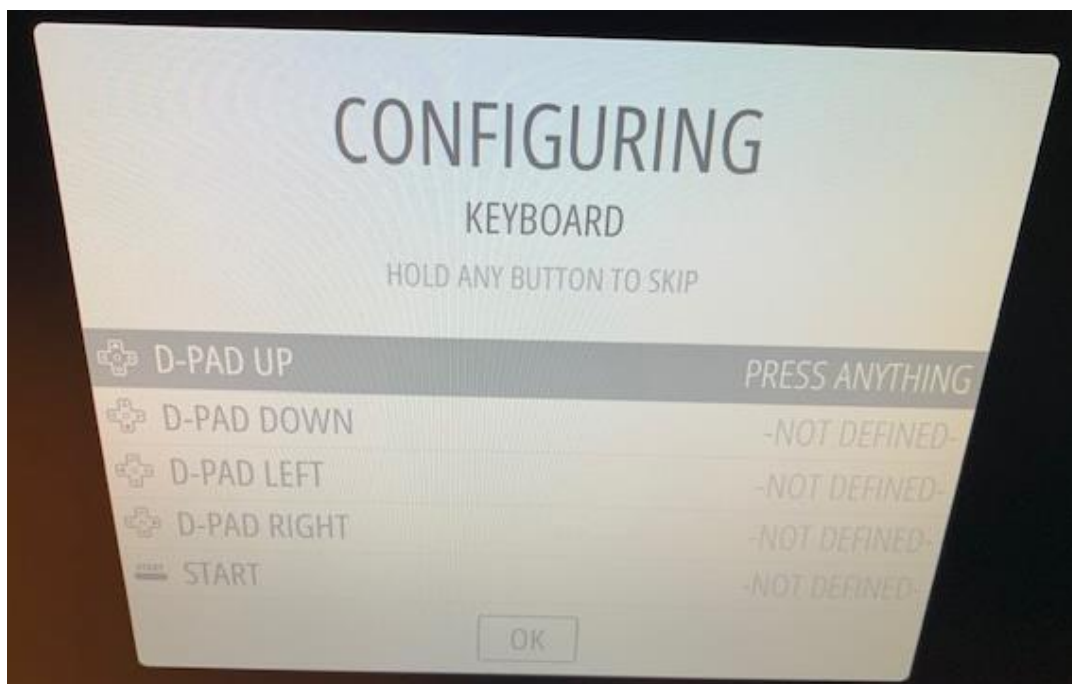 CONFIGURING
KEYBOARD
HOLD ANY BUTTON TO SKIP
D-PAD UP PRESS ANYTHING
D-PAD DOWN -NOT DEFINED-
D-PAD LEFT -NOT DEFINED-
D-PAD RIGHT -NOT DEFINED-
START START -NOT DEFINED-
OK